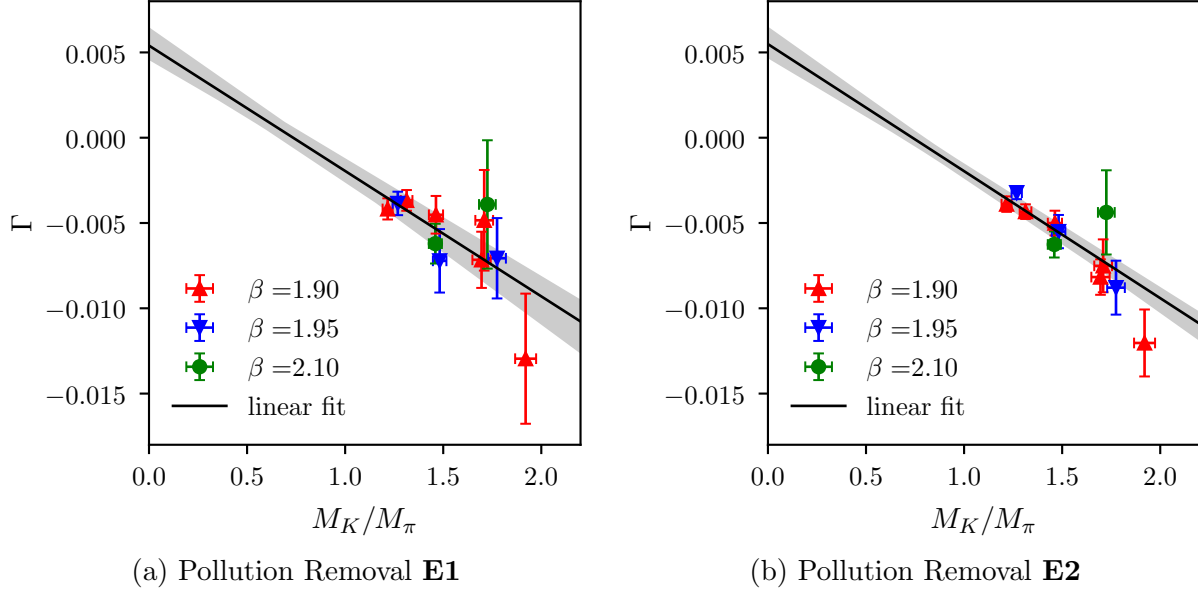 0.005
0.000
−0.005
−0.010
−0.015
Γ
β =1.90
β =1.95
β =2.10
linear fit
0.0 0.5 1.0 1.5 2.0
M_K/M_π
(a) Pollution Removal E1
0.005
0.000
−0.005
−0.010
−0.015
Γ
β =1.90
β =1.95
β =2.10
linear fit
0.0 0.5 1.0 1.5 2.0
M_K/M_π
(b) Pollution Removal E2